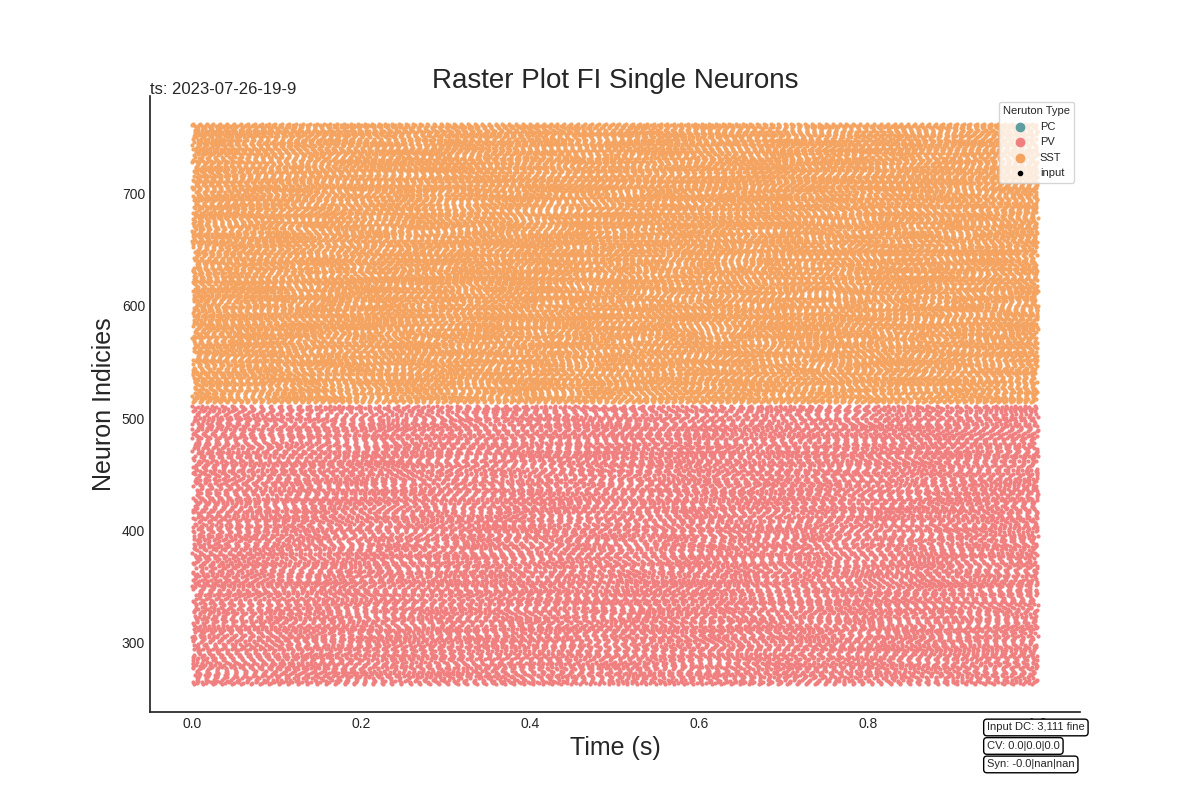 Raster Plot FI Single Neurons
ts: 2023-07-26-19-9
Neruton Type
PC
PV
SST
input
Neuron Indicies
700
600
500
400
300
0.0 0.2 0.4 0.6 0.8
Time (s)
Input DC: 3,111 fine
CV: 0.0|0.0|0.0
Syn: -0.0|nan|nan